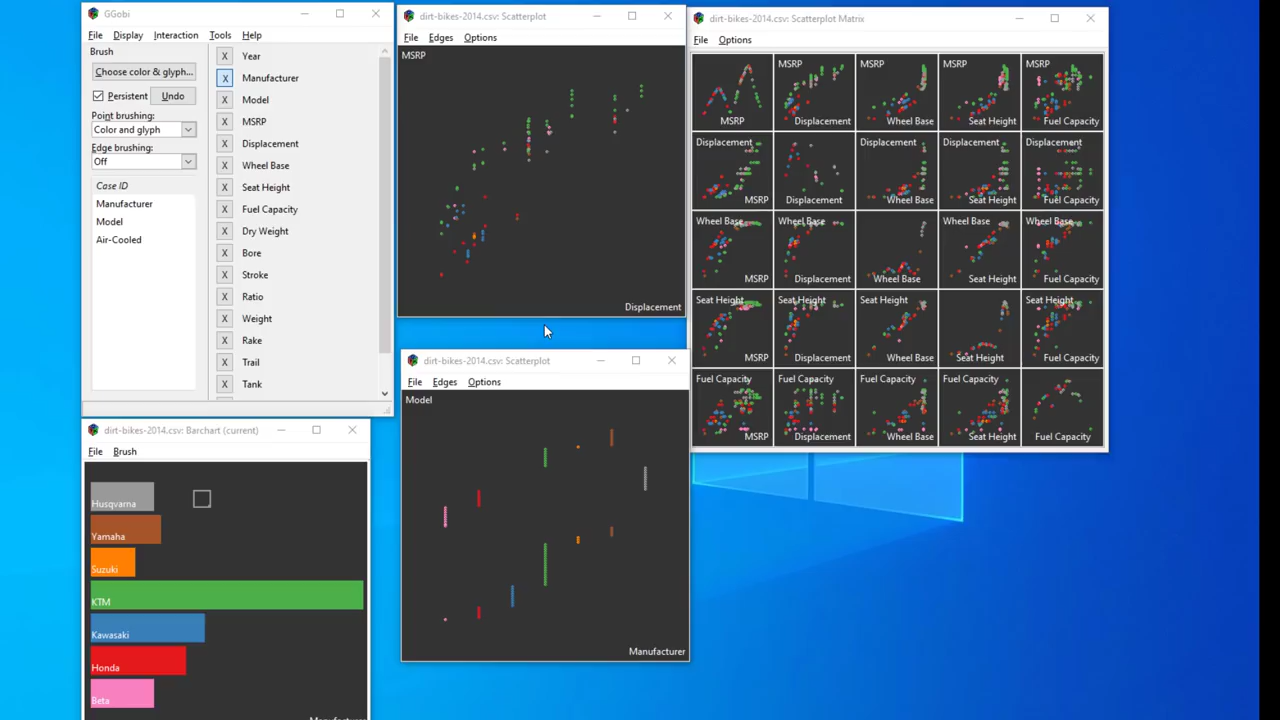 GGobi
File Display Interaction Tools Help
Brush
Choose color & glyph...
Persistent Undo
Point brushing:
Color and glyph
Edge brushing:
Off
Case ID
Manufacturer
Model
Air-Cooled
X Year
X Manufacturer
X Model
X MSRP
X Displacement
X Wheel Base
X Seat Height
X Fuel Capacity
X Dry Weight
X Bore
X Stroke
X Ratio
X Weight
X Rake
X Trail
X Tank
dirt-bikes-2014.csv: Scatterplot
File Edges Options
MSRP
Displacement
dirt-bikes-2014.csv: Scatterplot Matrix
File Options
MSRP MSRP MSRP MSRP
MSRP Displacement Wheel Base Seat Height Fuel Capacity
Displacement Displacement Displacement Displacement
MSRP Displacement Wheel Base Seat Height Fuel Capacity
Wheel Base Wheel Base Wheel Base Wheel Base
MSRP Displacement Wheel Base Seat Height Fuel Capacity
Seat Height Seat Height Seat Height Seat Height
MSRP Displacement Wheel Base Seat Height Fuel Capacity
Fuel Capacity Fuel Capacity Fuel Capacity Fuel Capacity
MSRP Displacement Wheel Base Seat Height Fuel Capacity
dirt-bikes-2014.csv: Barchart (current)
File Brush
Husqvarna
Yamaha
Suzuki
KTM
Kawasaki
Honda
Beta
dirt-bikes-2014.csv: Scatterplot
File Edges Options
Model
Manufacturer